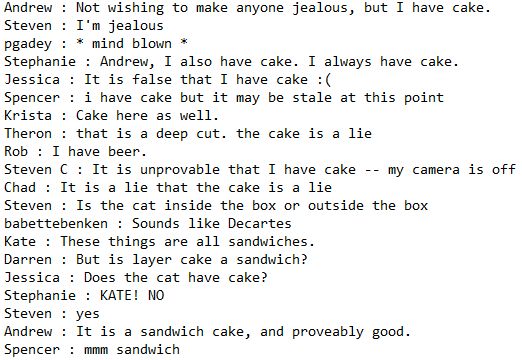 Andrew : Not wishing to make anyone jealous, but I have cake.
Steven : I'm jealous
pgadey : * mind blown *
Stephanie : Andrew, I also have cake. I always have cake.
Jessica : It is false that I have cake :(
Spencer : i have cake but it may be stale at this point
Krista : Cake here as well.
Theron : that is a deep cut. the cake is a lie
Rob : I have beer.
Steven C : It is unprovable that I have cake -- my camera is off
Chad : It is a lie that the cake is a lie
Steven : Is the cat inside the box or outside the box
babettebenken : Sounds like Decartes
Kate : These things are all sandwiches.
Darren : But is layer cake a sandwich?
Jessica : Does the cat have cake?
Stephanie : KATE! NO
Steven : yes
Andrew : It is a sandwich cake, and proveably good.
Spencer : mmm sandwich